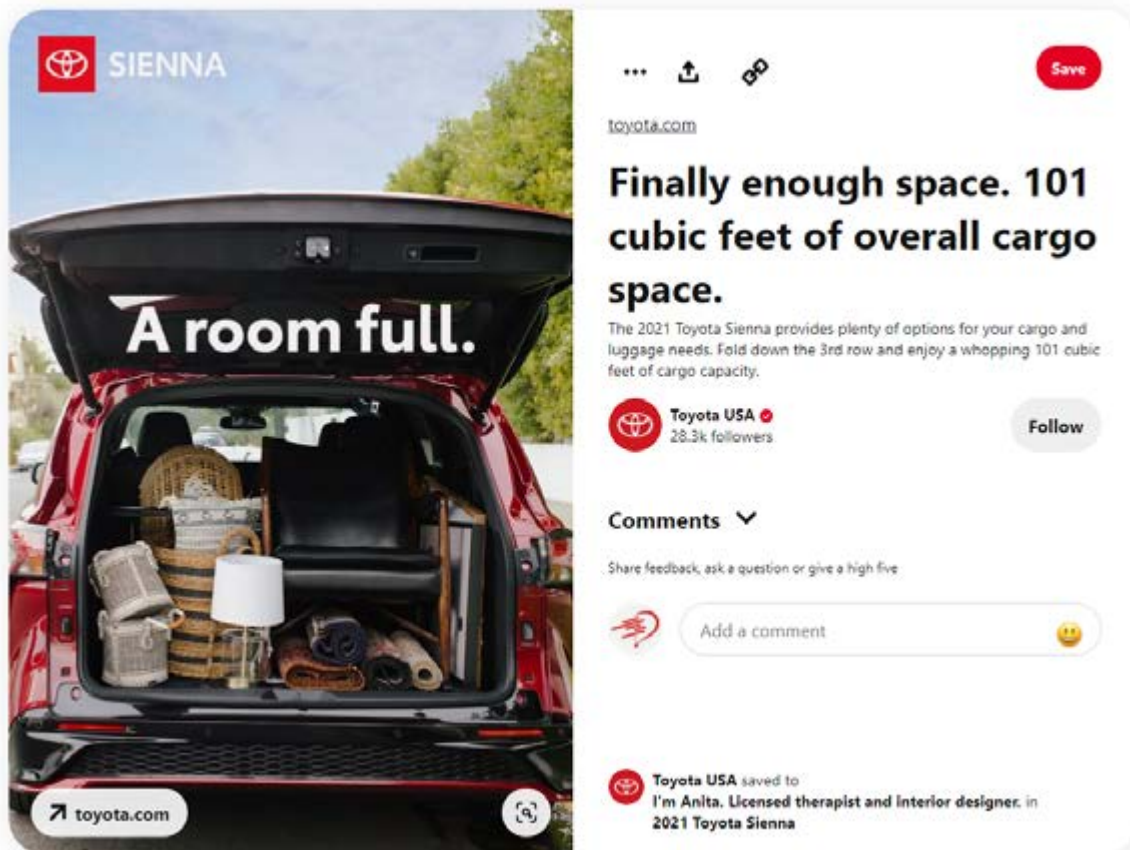 SIENNA
A room full.
toyota.com
Save
toyota.com
Finally enough space. 101
cubic feet of overall cargo
space.
The 2021 Toyota Sienna provides plenty of options for your cargo and
luggage needs. Fold down the 3rd row and enjoy a whopping 101 cubic
feet of cargo capacity.
Toyota USA
28.3k followers
Follow
Comments
Share feedback, ask a question or give a high five
Add a comment
Toyota USA saved to
I'm Anita. Licensed therapist and interior designer. in
2021 Toyota Sienna